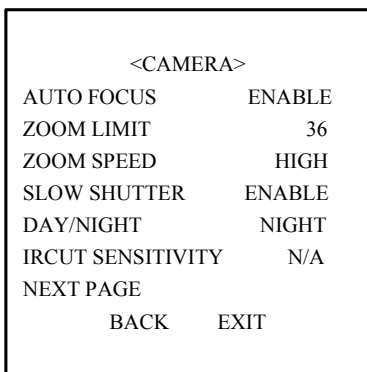 <CAMERA>
AUTO FOCUS ENABLE
ZOOM LIMIT 36
ZOOM SPEED HIGH
SLOW SHUTTER ENABLE
DAY/NIGHT NIGHT
IRCUT SENSITIVITY N/A
NEXT PAGE
BACK EXIT